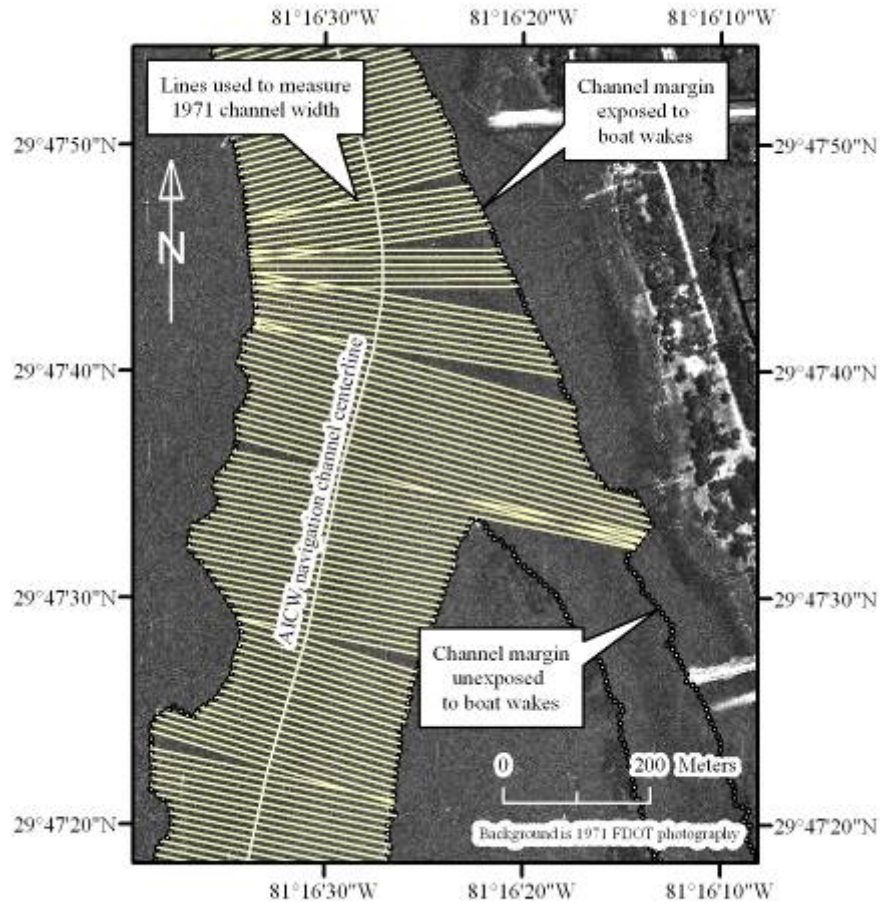 81°16'30"W
81°16'20"W
81°16'10"W
Lines used to measure
1971 channel width
Channel margin
exposed to
boat wakes
29°47'50"N
29°47'50"N
N
29°47'40"N
29°47'40"N
AICW navigation channel centerline
29°47'30"N
29°47'30"N
Channel margin
unexposed
to boat wakes
0
200 Meters
29°47'20"N
29°47'20"N
Background is 1971 FDOT photography
81°16'30"W
81°16'20"W
81°16'10"W